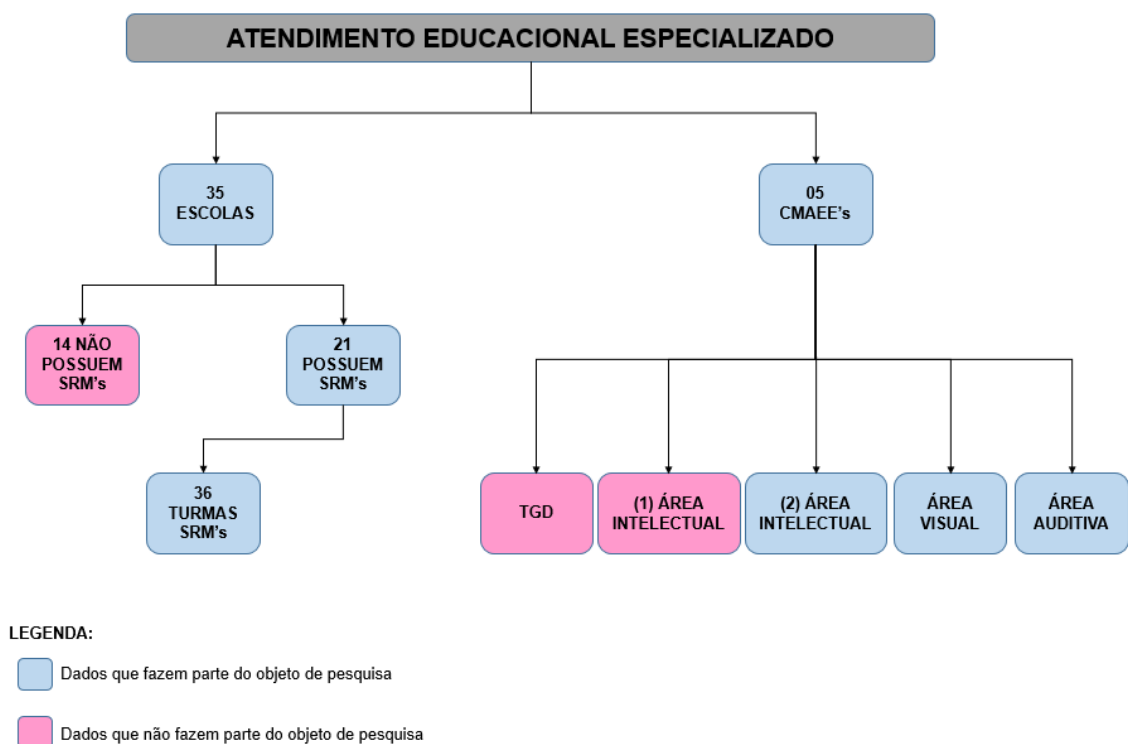 ATENDIMENTO EDUCACIONAL ESPECIALIZADO
35
ESCOLAS
05
CMAEE's
14 NÃO
POSSUEM
SRM's
21
POSSUEM
SRM's
36
TURMAS
SRM's
TGD
(1) ÁREA
INTELECTUAL
(2) ÁREA
INTELECTUAL
ÁREA
VISUAL
ÁREA
AUDITIVA
LEGENDA:
Dados que fazem parte do objeto de pesquisa
Dados que não fazem parte do objeto de pesquisa